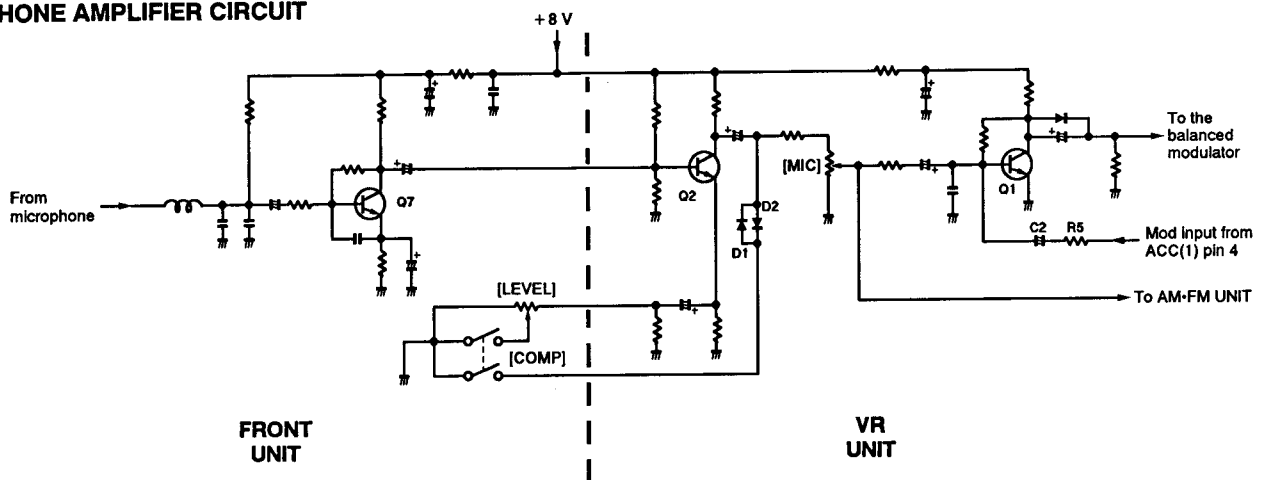 HONE AMPLIFIER CIRCUIT
+8 V
From
microphone
Q7
Q2
[MIC]
D2
D1
Q1
To the
balanced
modulator
C2
R5
Mod input from
ACC(1) pin 4
To AM•FM UNIT
[LEVEL]
[COMP]
FRONT
UNIT
VR
UNIT